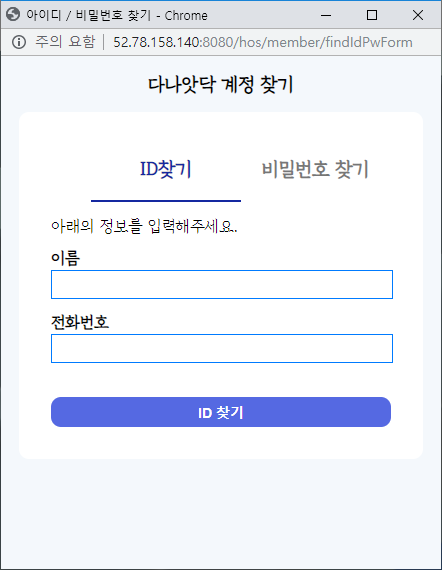 아이디 / 비밀번호 찾기 - Chrome
주의 요함 | 52.78.158.140:8080/hos/member/findIdPwForm
다나앗닥 계정 찾기
ID찾기 비밀번호 찾기
아래의 정보를 입력해주세요..
이름
전화번호
ID 찾기